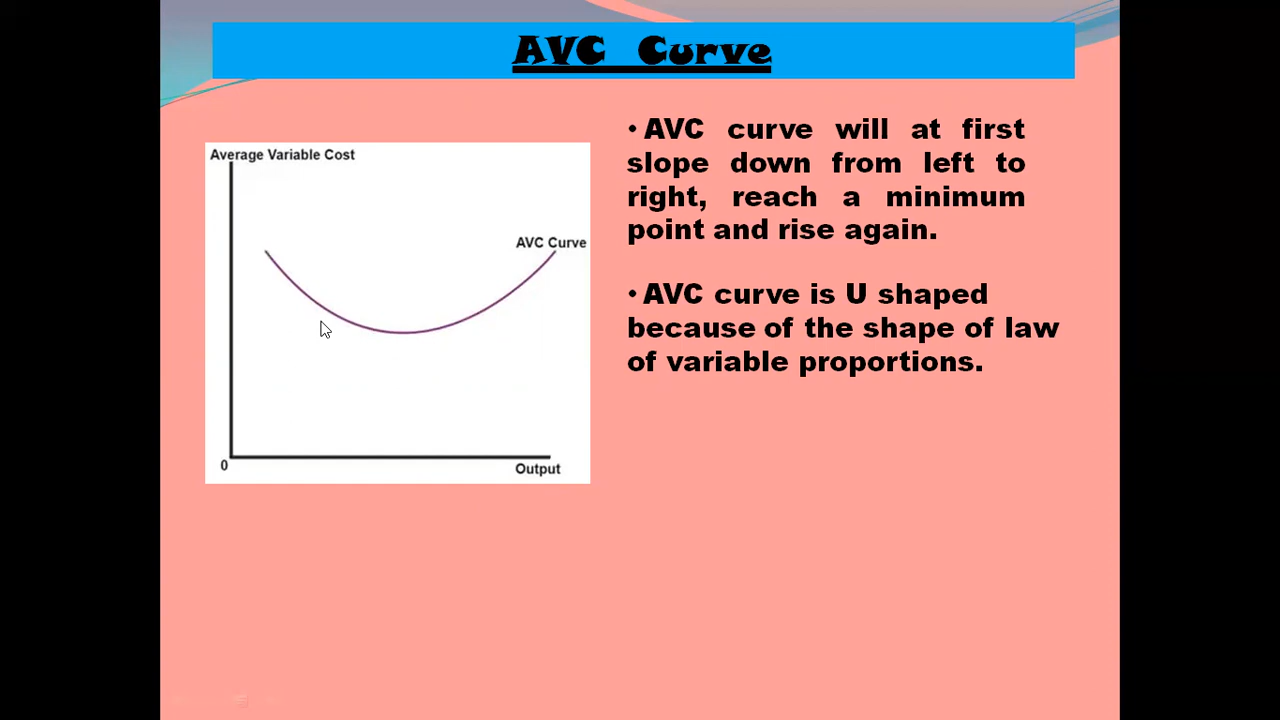 AVC Curve
Average Variable Cost
AVC Curve
0
Output
• AVC curve will at first
slope down from left to
right, reach a minimum
point and rise again.
• AVC curve is U shaped
because of the shape of law
of variable proportions.